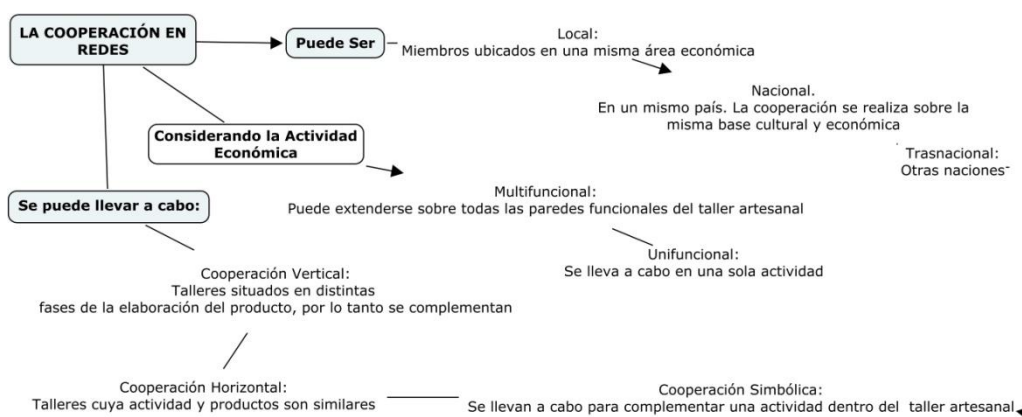 LA COOPERACIÓN EN
REDES
Puede Ser
Local:
Miembros ubicados en una misma área económica
Nacional.
En un mismo país. La cooperación se realiza sobre la
misma base cultural y económica
Trasnacional:
Otras naciones
Considerando la Actividad
Económica
Multifuncional:
Puede extenderse sobre todas las paredes funcionales del taller artesanal
Unifuncional:
Se lleva a cabo en una sola actividad
Se puede llevar a cabo:
Cooperación Vertical:
Talleres situados en distintas
fases de la elaboración del producto, por lo tanto se complementan
Cooperación Horizontal:
Talleres cuya actividad y productos son similares
Cooperación Simbólica:
Se llevan a cabo para complementar una actividad dentro del taller artesanal